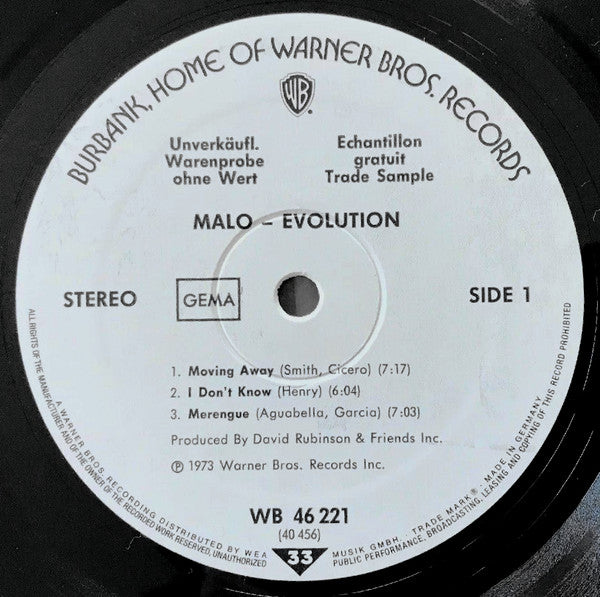 BURBANK, HOME OF WARNER BROS. RECORDS
WB®
Unverkäufl.
Warenprobe
ohne Wert
Echantillon
gratuit
Trade Sample
MALO – EVOLUTION
STEREO
GEMA
SIDE 1
1. Moving Away (Smith, Cicero) (7:17)
2. I Don't Know (Henry) (6:04)
3. Merengue (Aguabella, Garcia) (7:03)
Produced By David Rubinson & Friends Inc.
Ⓟ 1973 Warner Bros. Records Inc.
WB 46 221
(40 456)
33
A WARNER BROS. RECORDING DISTRIBUTED BY WEA MUSIK GMBH. TRADE MARK® . MADE IN GERMANY
ALL RIGHTS OF THE MANUFACTURER AND OF THE OWNER OF THE RECORDED WORK RESERVED. UNAUTHORIZED PUBLIC PERFORMANCE, BROADCASTING, LEASING AND COPYING OF THIS RECORD PROHIBITED